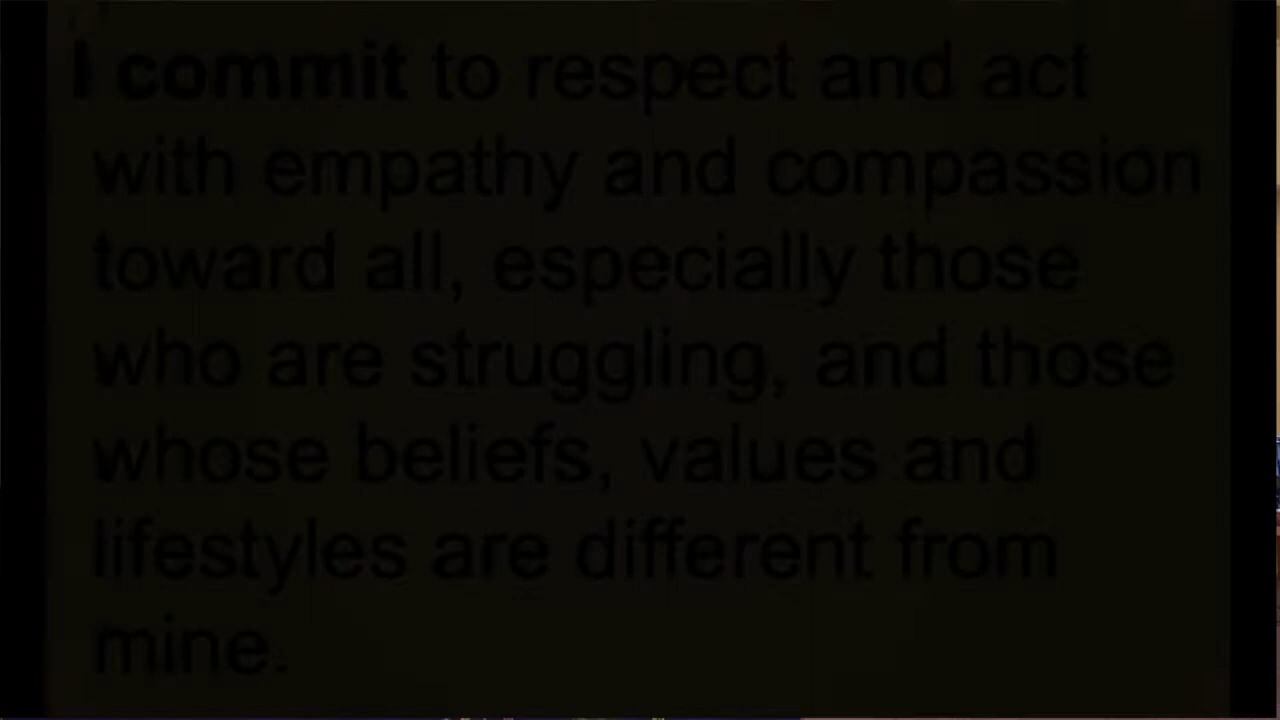 I commit to respect and act
with empathy and compassion
toward all, especially those
who are struggling, and those
whose beliefs, values and
lifestyles are different from
mine.